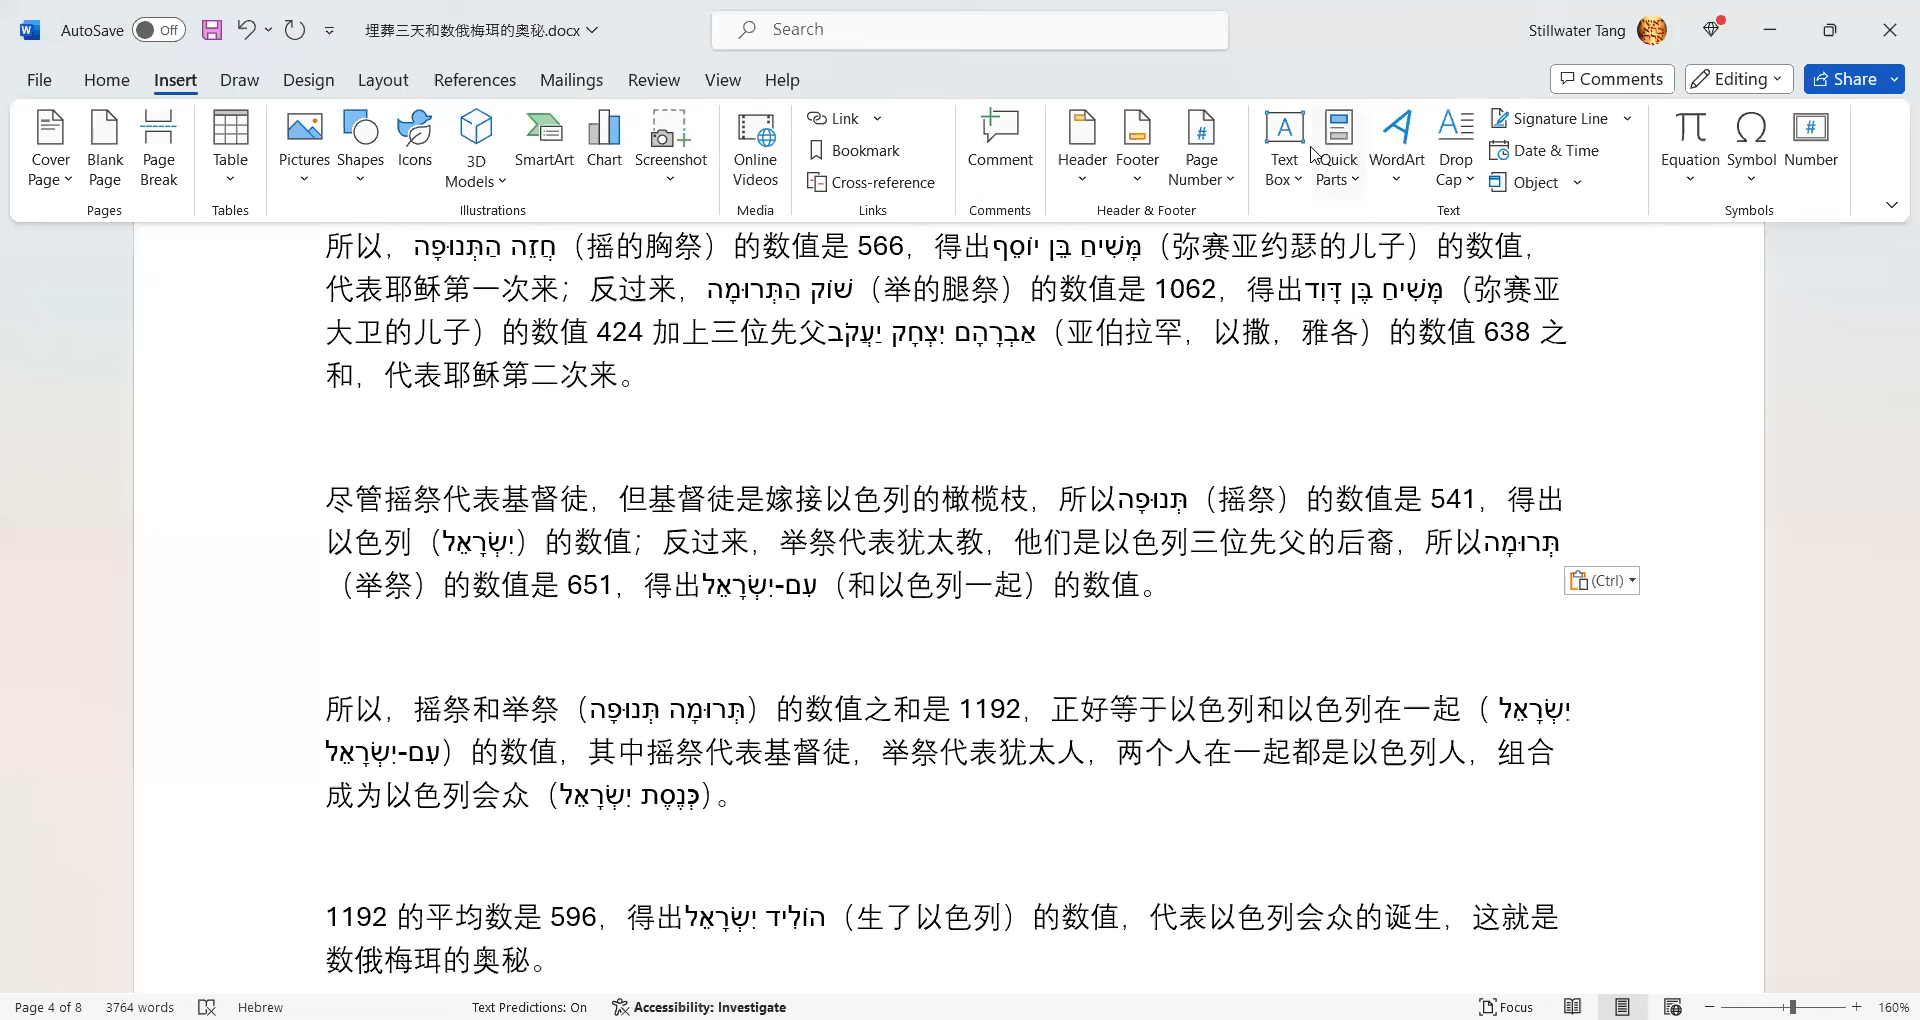 AutoSave Off 埋葬三天和数俄梅珥的奥秘.docx Search Stillwater Tang
File Home Insert Draw Design Layout References Mailings Review View Help Comments Editing Share
Cover Page Blank Page Page Break Table Pictures Shapes Icons 3D Models SmartArt Chart Screenshot Online Videos Link Bookmark Cross-reference Comment Header Footer Page Number Text Box Quick Parts WordArt Drop Cap Signature Line Date & Time Object Equation Symbol Number
Pages Tables Illustrations Media Links Comments Header & Footer Text Symbols
所以，חֲזֵה הַתְּנוּפָה（摇的胸祭）的数值是 566，得出מָּשִׁיחַ בֵּן יוֹסֵף（弥赛亚约瑟的儿子）的数值，
代表耶稣第一次来；反过来，שׁוֹק הַתְּרוּמָה（举的腿祭）的数值是 1062，得出מָּשִׁיחַ בֶּן דָּוִד（弥赛亚
大卫的儿子）的数值 424 加上三位先父אַבְרָהָם יִצְחָק יַעֲקֹב（亚伯拉罕，以撒，雅各）的数值 638 之
和，代表耶稣第二次来。
尽管摇祭代表基督徒，但基督徒是嫁接以色列的橄榄枝，所以תְּנוּפָה（摇祭）的数值是 541，得出
以色列（יִשְׂרָאֵל）的数值；反过来，举祭代表犹太教，他们是以色列三位先父的后裔，所以תְּרוּמָה
（举祭）的数值是 651，得出עִם-יִשְׂרָאֵל（和以色列一起）的数值。
(Ctrl)
所以，摇祭和举祭（תְּרוּמָה תְּנוּפָה）的数值之和是 1192，正好等于以色列和以色列在一起（ יִשְׂרָאֵל
עִם-יִשְׂרָאֵל）的数值，其中摇祭代表基督徒，举祭代表犹太人，两个人在一起都是以色列人，组合
成为以色列会众（כְּנֶסֶת יִשְׂרָאֵל）。
1192 的平均数是 596，得出הוֹלִיד יִשְׂרָאֵל（生了以色列）的数值，代表以色列会众的诞生，这就是
数俄梅珥的奥秘。
Page 4 of 8 3764 words Hebrew Text Predictions: On Accessibility: Investigate Focus 160%